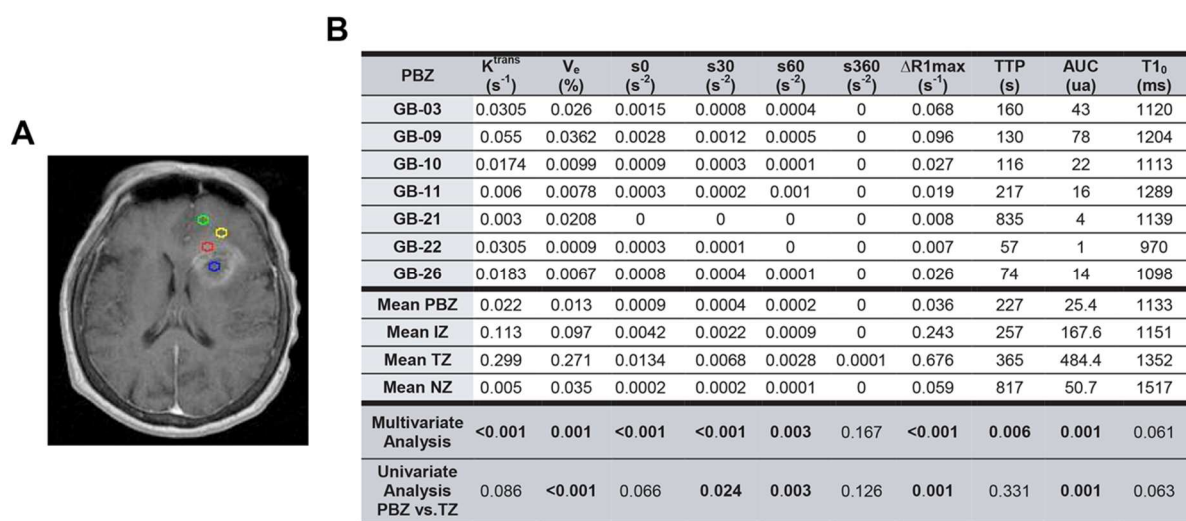 B
A
PBZ Ktrans (s-1) Ve (%) s0 (s-2) s30 (s-2) s60 (s-2) s360 (s-2) ΔR1max (s-1) TTP (s) AUC (ua) T10 (ms)
GB-03 0.0305 0.026 0.0015 0.0008 0.0004 0 0.068 160 43 1120
GB-09 0.055 0.0362 0.0028 0.0012 0.0005 0 0.096 130 78 1204
GB-10 0.0174 0.0099 0.0009 0.0003 0.0001 0 0.027 116 22 1113
GB-11 0.006 0.0078 0.0003 0.0002 0.001 0 0.019 217 16 1289
GB-21 0.003 0.0208 0 0 0 0 0.008 835 4 1139
GB-22 0.0305 0.0009 0.0003 0.0001 0 0 0.007 57 1 970
GB-26 0.0183 0.0067 0.0008 0.0004 0.0001 0 0.026 74 14 1098
Mean PBZ 0.022 0.013 0.0009 0.0004 0.0002 0 0.036 227 25.4 1133
Mean IZ 0.113 0.097 0.0042 0.0022 0.0009 0 0.243 257 167.6 1151
Mean TZ 0.299 0.271 0.0134 0.0068 0.0028 0.0001 0.676 365 484.4 1352
Mean NZ 0.005 0.035 0.0002 0.0002 0.0001 0 0.059 817 50.7 1517
Multivariate Analysis <0.001 0.001 <0.001 <0.001 0.003 0.167 <0.001 0.006 0.001 0.061
Univariate Analysis PBZ vs.TZ 0.086 <0.001 0.066 0.024 0.003 0.126 0.001 0.331 0.001 0.063